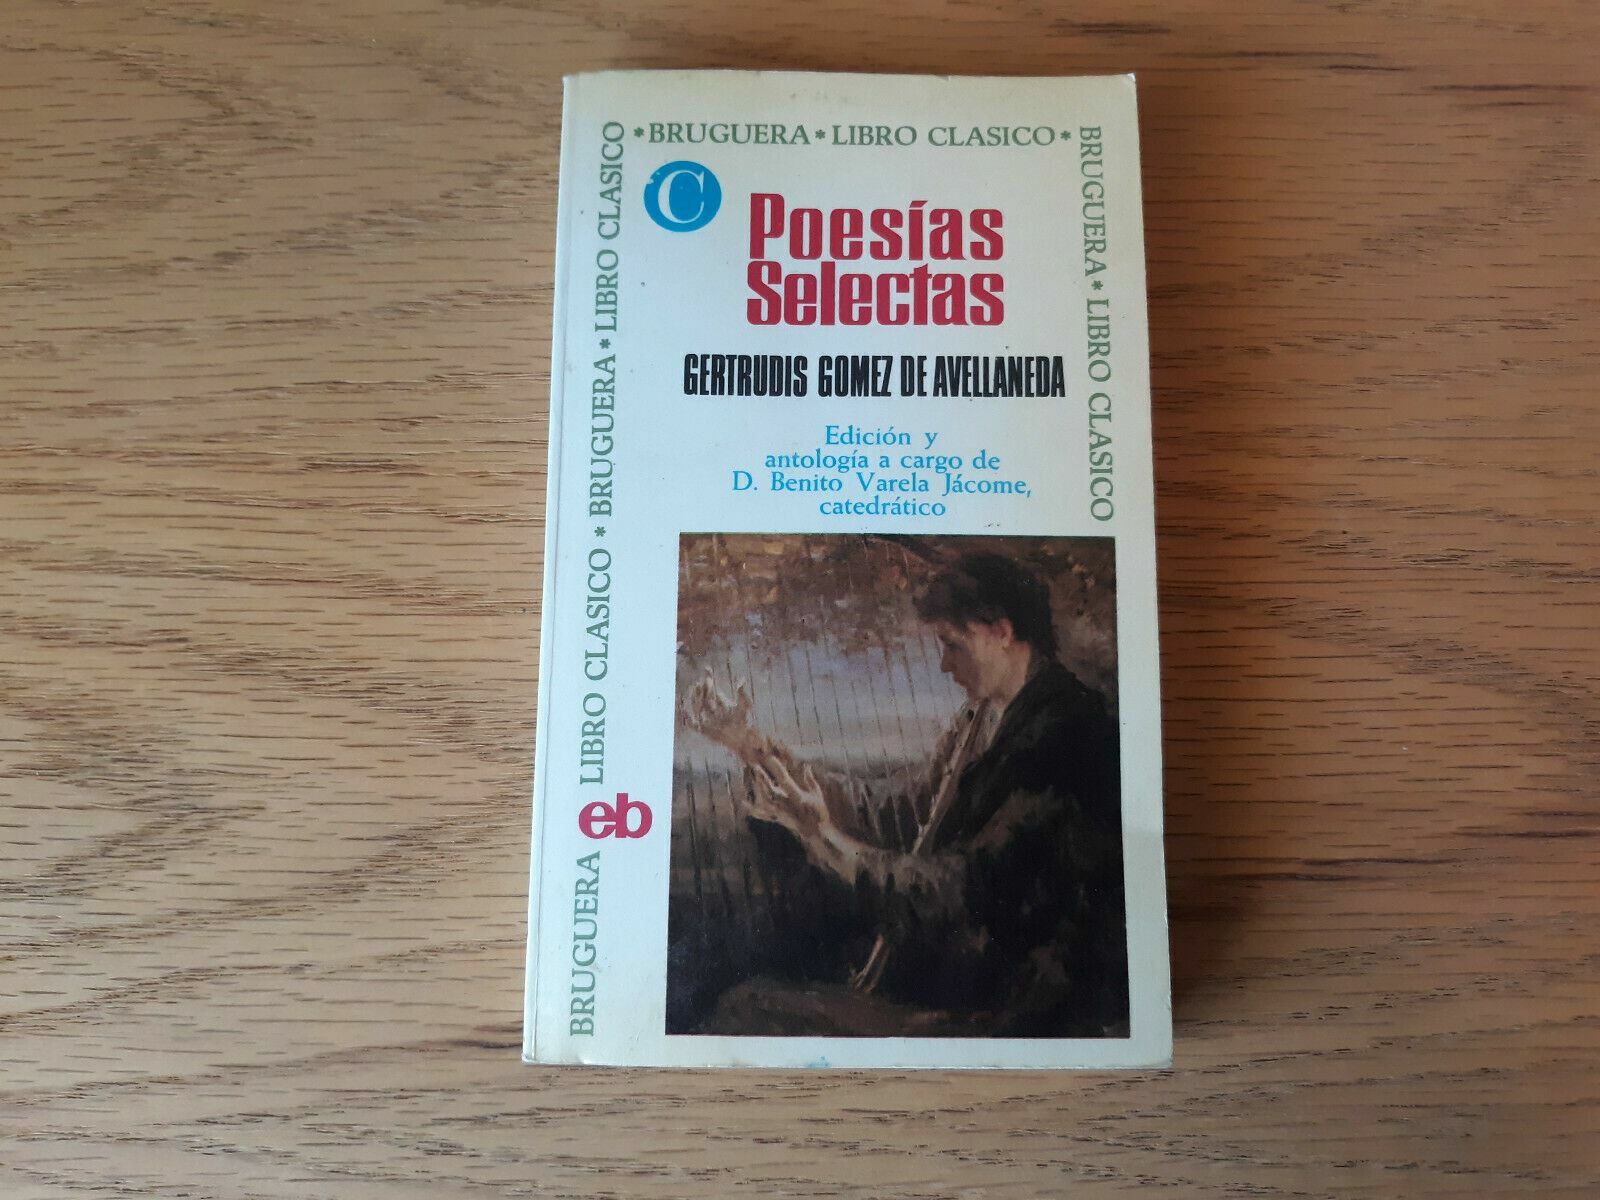 * BRUGUERA * LIBRO CLASICO *
BRUGUERA * LIBRO CLASICO
BRUGUERA LIBRO CLASICO * BRUGUERA * LIBRO CLASICO
C
Poesías
Selectas
GERTRUDIS GOMEZ DE AVELLANEDA
Edición y
antología a cargo de
D. Benito Varela Jácome,
catedrático
eb